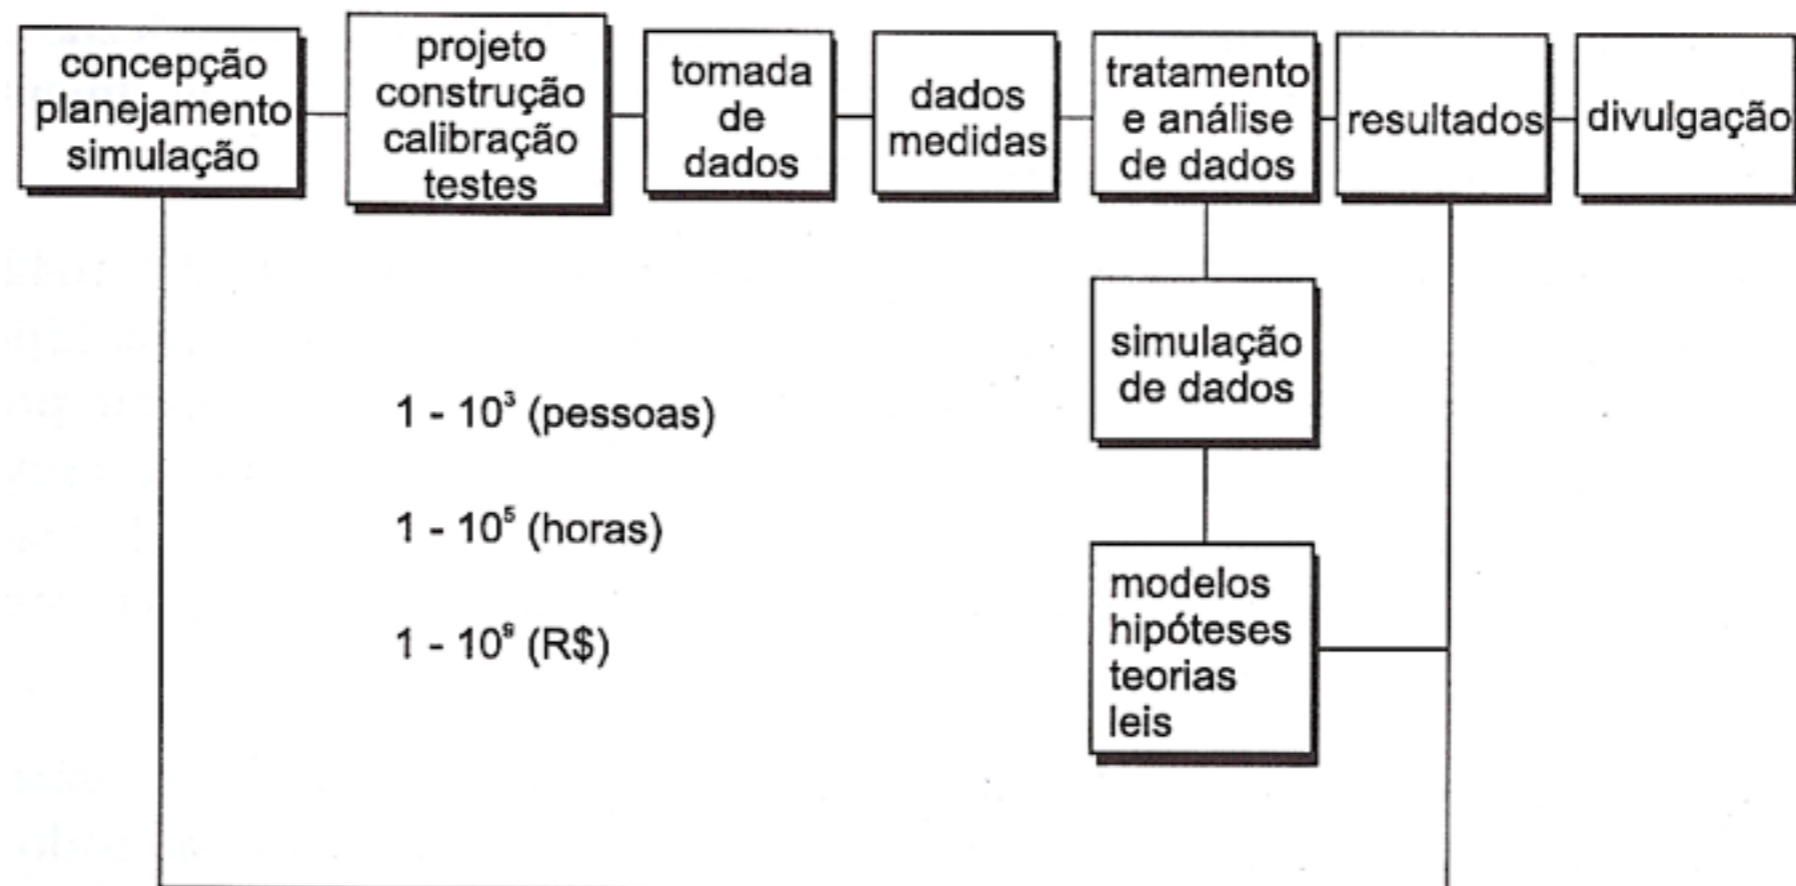 concepção
planejamento
simulação
projeto
construção
calibração
testes
tomada
de
dados
dados
medidas
tratamento
e análise
de dados
resultados
divulgação
simulação
de dados
1 - 10³ (pessoas)
1 - 10⁵ (horas)
1 - 10⁹ (R$)
modelos
hipóteses
teorias
leis